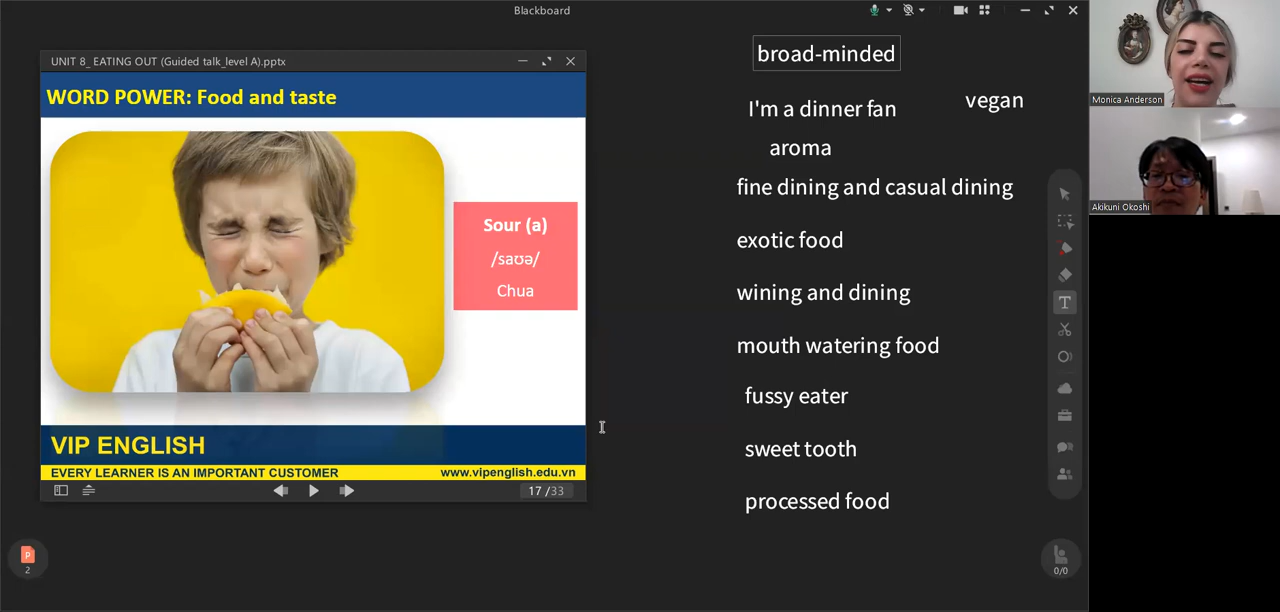 Blackboard
UNIT 8_ EATING OUT (Guided talk_level A).pptx
WORD POWER: Food and taste
Sour (a)
/saʊə/
Chua
VIP ENGLISH
EVERY LEARNER IS AN IMPORTANT CUSTOMER
www.vipenglish.edu.vn
17 /33
P
2
broad-minded
I'm a dinner fan
vegan
aroma
fine dining and casual dining
exotic food
wining and dining
mouth watering food
fussy eater
sweet tooth
processed food
T
0/0
Monica Anderson
Akikuni Okoshi